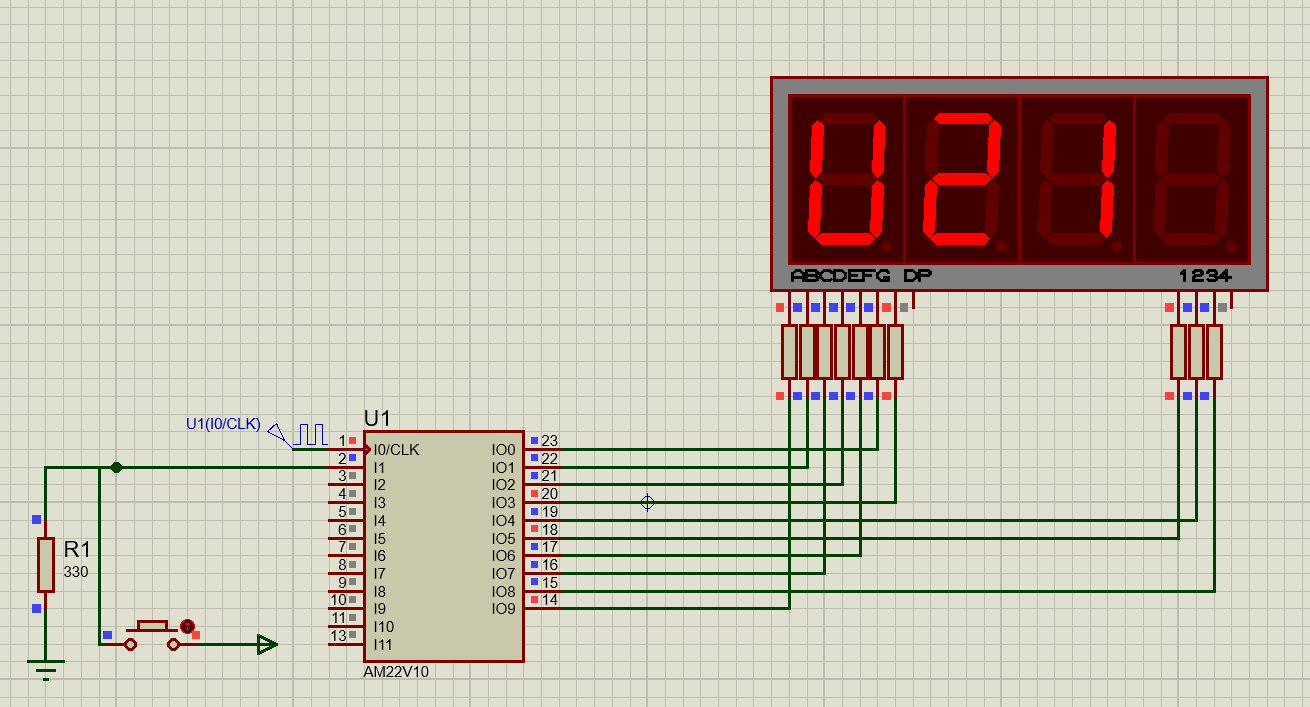 U 2 1
ABCDEFG DP 1234
U1
U1(I0/CLK)
1 I0/CLK IO0 23
2 I1 IO1 22
3 I2 IO2 21
4 I3 IO3 20
5 I4 IO4 19
6 I5 IO5 18
7 I6 IO6 17
8 I7 IO7 16
9 I8 IO8 15
10 I9 IO9 14
11 I10
13 I11
AM22V10
R1
330